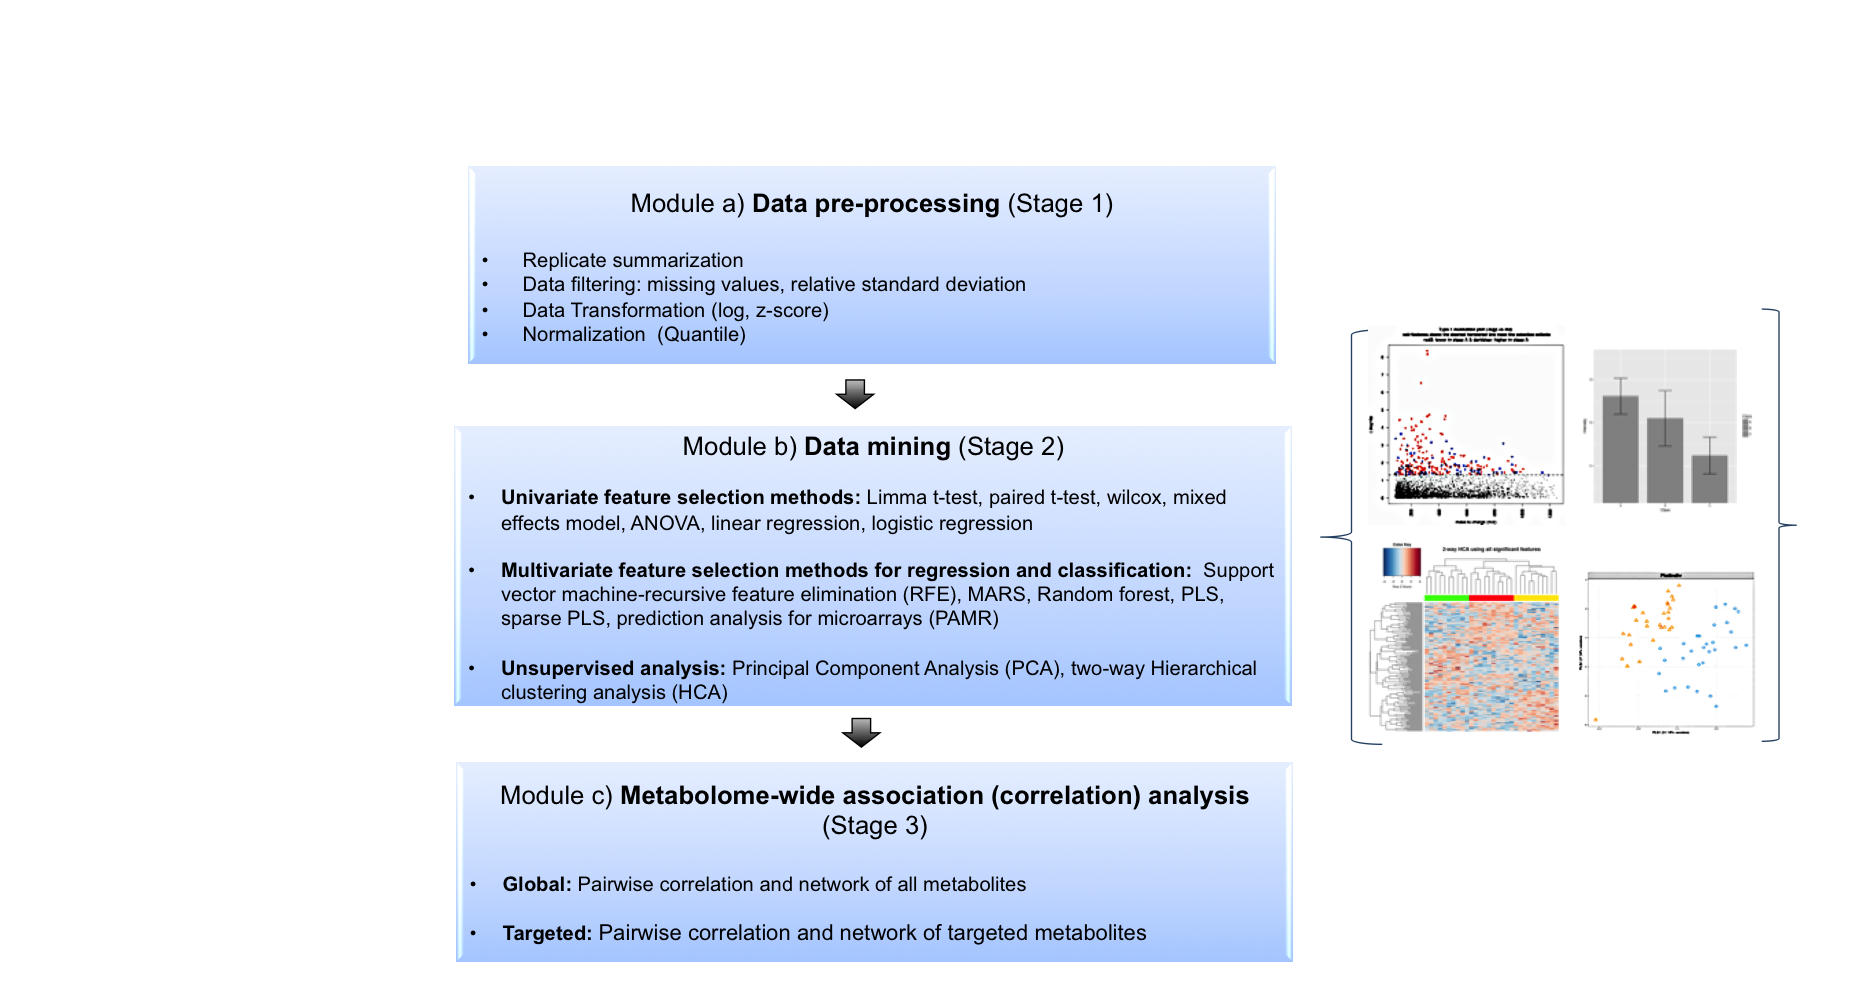 Module a) Data pre-processing (Stage 1)
• Replicate summarization
• Data filtering: missing values, relative standard deviation
• Data Transformation (log, z-score)
• Normalization (Quantile)
Module b) Data mining (Stage 2)
• Univariate feature selection methods: Limma t-test, paired t-test, wilcox, mixed
effects model, ANOVA, linear regression, logistic regression
• Multivariate feature selection methods for regression and classification: Support
vector machine-recursive feature elimination (RFE), MARS, Random forest, PLS,
sparse PLS, prediction analysis for microarrays (PAMR)
• Unsupervised analysis: Principal Component Analysis (PCA), two-way Hierarchical
clustering analysis (HCA)
Module c) Metabolome-wide association (correlation) analysis
(Stage 3)
• Global: Pairwise correlation and network of all metabolites
• Targeted: Pairwise correlation and network of targeted metabolites
2-way HCA using all significant features